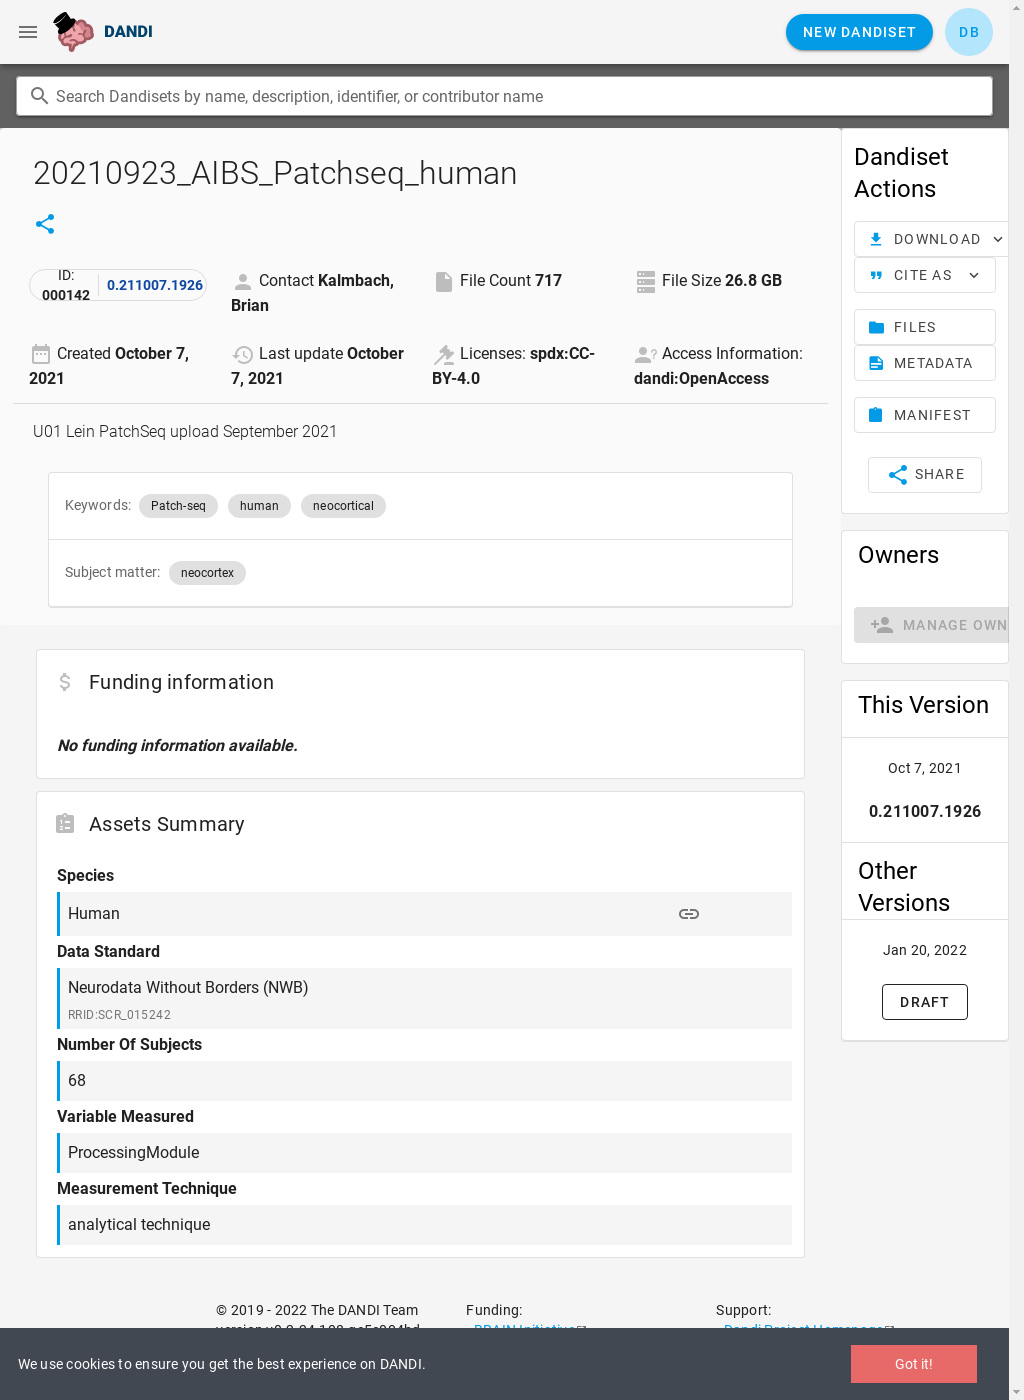 DANDI
NEW DANDISET
DB
Search Dandisets by name, description, identifier, or contributor name
20210923_AIBS_Patchseq_human
ID:
000142
0.211007.1926
Contact Kalmbach,
Brian
File Count 717
File Size 26.8 GB
Created October 7,
2021
Last update October
7, 2021
Licenses: spdx:CC-
BY-4.0
Access Information:
dandi:OpenAccess
U01 Lein PatchSeq upload September 2021
Keywords: Patch-seq human neocortical
Subject matter: neocortex
Funding information
No funding information available.
Assets Summary
Species
Human
Data Standard
Neurodata Without Borders (NWB)
RRID:SCR_015242
Number Of Subjects
68
Variable Measured
ProcessingModule
Measurement Technique
analytical technique
Dandiset
Actions
DOWNLOAD
CITE AS
FILES
METADATA
MANIFEST
SHARE
Owners
MANAGE OWN
This Version
Oct 7, 2021
0.211007.1926
Other
Versions
Jan 20, 2022
DRAFT
© 2019 - 2022 The DANDI Team
Funding:
Support:
We use cookies to ensure you get the best experience on DANDI.
Got it!